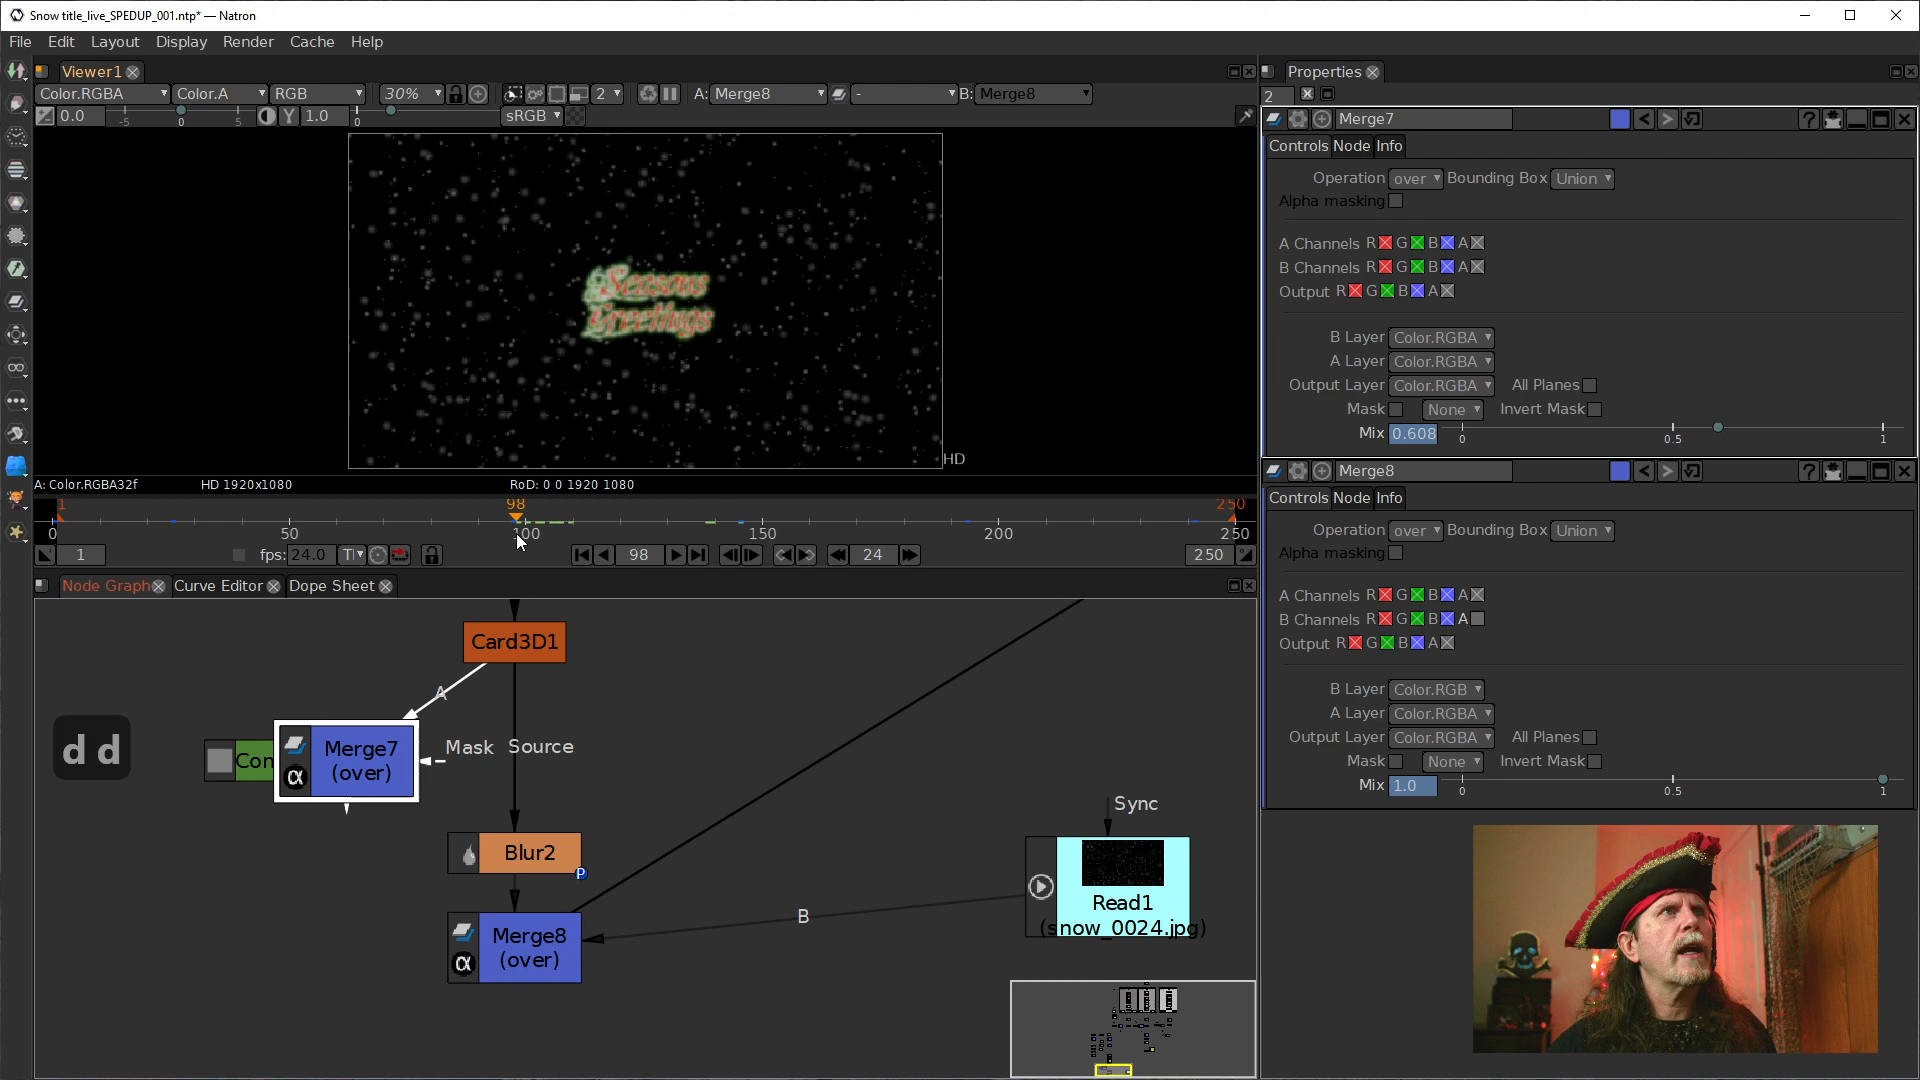 Snow title_live_SPEDUP_001.ntp* — Natron
File Edit Layout Display Render Cache Help
Viewer1
Color.RGBA Color.A RGB 30% 2 A: Merge8 - B: Merge8
0.0 -5 0 5 Y 1.0 0 sRGB
Seasons
Greetings
HD
A: Color.RGBA32f HD 1920x1080 RoD: 0 0 1920 1080
1 98 250
0 50 100 150 200 250
1 fps: 24.0 98 24 250
Node Graph Curve Editor Dope Sheet
Card3D1
A
Con
Merge7
(over)
α
Mask Source
d d
Sync
Blur2
P
Read1
(snow_0024.jpg)
B
Merge8
(over)
α
Properties
2
Merge7
?
Controls Node Info
Operation over Bounding Box Union
Alpha masking
A Channels R G B A
B Channels R G B A
Output R G B A
B Layer Color.RGBA
A Layer Color.RGBA
Output Layer Color.RGBA All Planes
Mask None Invert Mask
Mix 0.608 0 0.5 1
Merge8
?
Controls Node Info
Operation over Bounding Box Union
Alpha masking
A Channels R G B A
B Channels R G B A
Output R G B A
B Layer Color.RGB
A Layer Color.RGBA
Output Layer Color.RGBA All Planes
Mask None Invert Mask
Mix 1.0 0 0.5 1